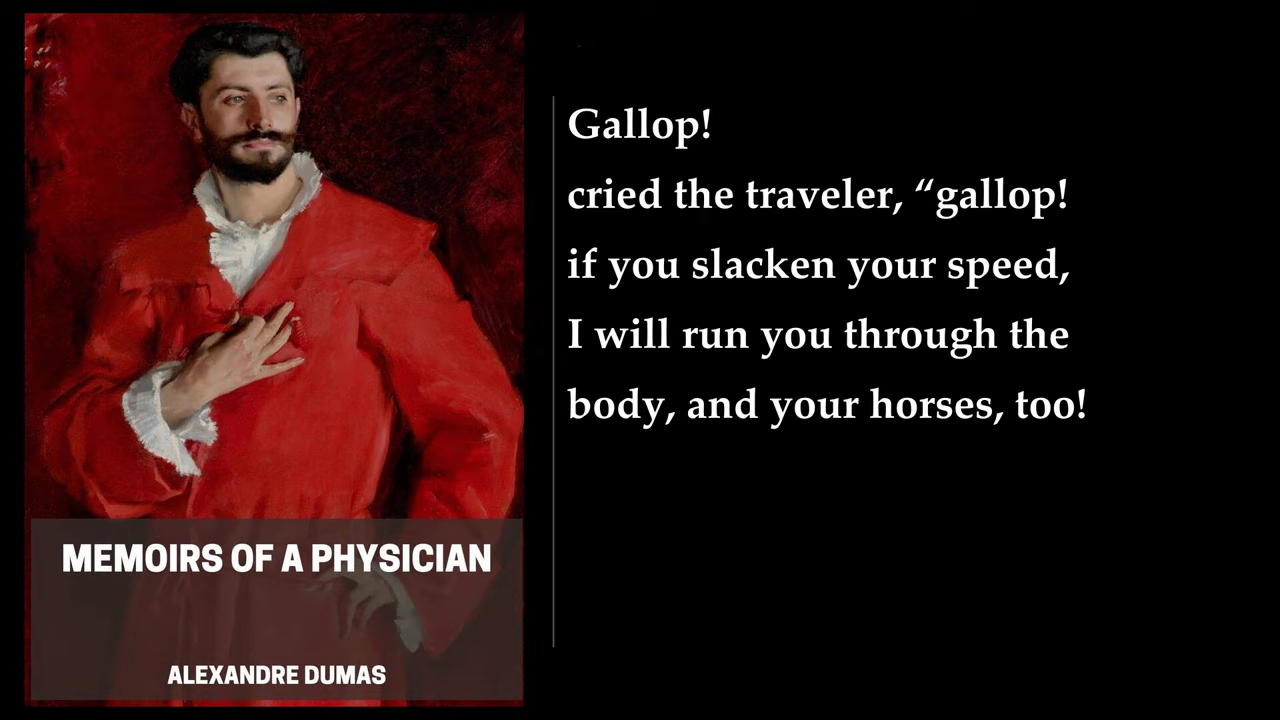 Gallop!
cried the traveler, “gallop!
if you slacken your speed,
I will run you through the
body, and your horses, too!
MEMOIRS OF A PHYSICIAN
ALEXANDRE DUMAS